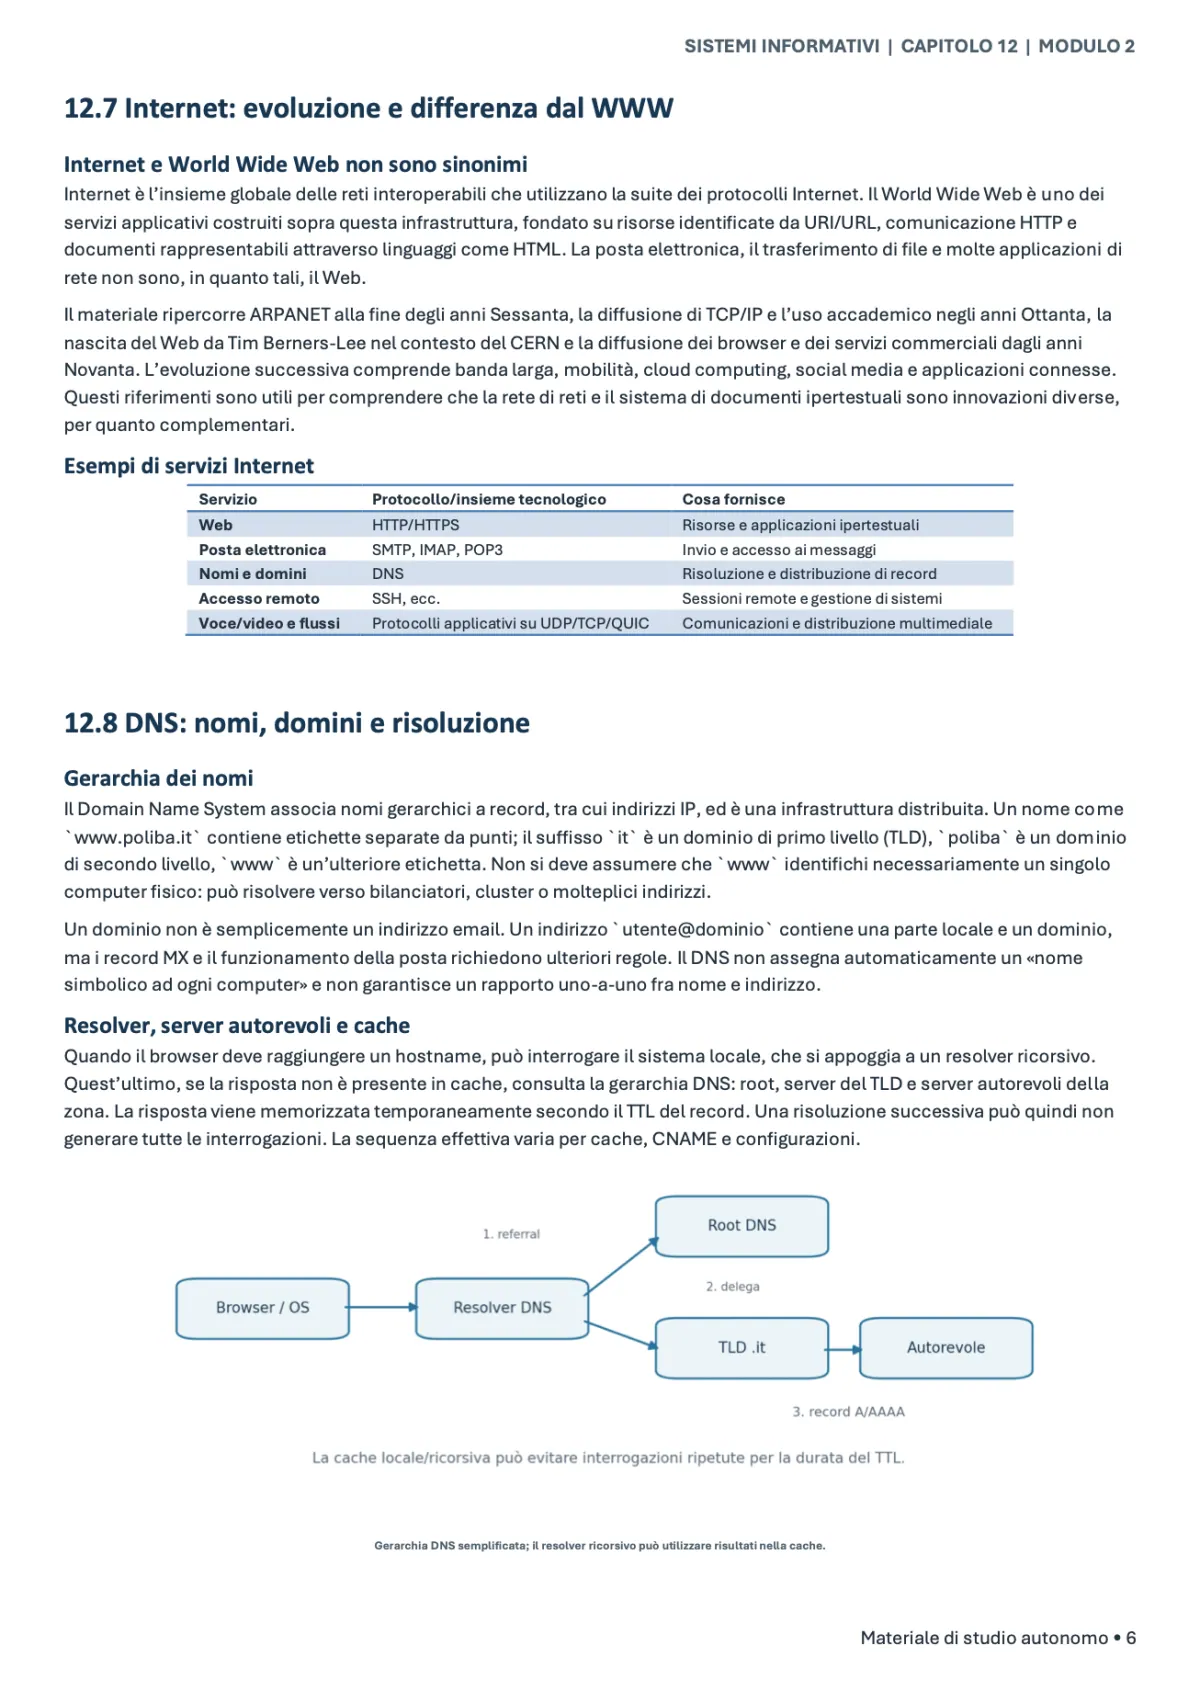 SISTEMI INFORMATIVI | CAPITOLO 12 | MODULO 2
12.7 Internet: evoluzione e differenza dal WWW
Internet e World Wide Web non sono sinonimi
Internet è l’insieme globale delle reti interoperabili che utilizzano la suite dei protocolli Internet. Il World Wide Web è uno dei
servizi applicativi costruiti sopra questa infrastruttura, fondato su risorse identificate da URI/URL, comunicazione HTTP e
documenti rappresentabili attraverso linguaggi come HTML. La posta elettronica, il trasferimento di file e molte applicazioni di
rete non sono, in quanto tali, il Web.
Il materiale ripercorre ARPANET alla fine degli anni Sessanta, la diffusione di TCP/IP e l’uso accademico negli anni Ottanta, la
nascita del Web da Tim Berners-Lee nel contesto del CERN e la diffusione dei browser e dei servizi commerciali dagli anni
Novanta. L’evoluzione successiva comprende banda larga, mobilità, cloud computing, social media e applicazioni connesse.
Questi riferimenti sono utili per comprendere che la rete di reti e il sistema di documenti ipertestuali sono innovazioni diverse,
per quanto complementari.
Esempi di servizi Internet
Servizio Protocollo/insieme tecnologico Cosa fornisce
Web HTTP/HTTPS Risorse e applicazioni ipertestuali
Posta elettronica SMTP, IMAP, POP3 Invio e accesso ai messaggi
Nomi e domini DNS Risoluzione e distribuzione di record
Accesso remoto SSH, ecc. Sessioni remote e gestione di sistemi
Voce/video e flussi Protocolli applicativi su UDP/TCP/QUIC Comunicazioni e distribuzione multimediale
12.8 DNS: nomi, domini e risoluzione
Gerarchia dei nomi
Il Domain Name System associa nomi gerarchici a record, tra cui indirizzi IP, ed è una infrastruttura distribuita. Un nome come
`www.poliba.it` contiene etichette separate da punti; il suffisso `it` è un dominio di primo livello (TLD), `poliba` è un dominio
di secondo livello, `www` è un’ulteriore etichetta. Non si deve assumere che `www` identifichi necessariamente un singolo
computer fisico: può risolvere verso bilanciatori, cluster o molteplici indirizzi.
Un dominio non è semplicemente un indirizzo email. Un indirizzo `utente@dominio` contiene una parte locale e un dominio,
ma i record MX e il funzionamento della posta richiedono ulteriori regole. Il DNS non assegna automaticamente un «nome
simbolico ad ogni computer» e non garantisce un rapporto uno-a-uno fra nome e indirizzo.
Resolver, server autorevoli e cache
Quando il browser deve raggiungere un hostname, può interrogare il sistema locale, che si appoggia a un resolver ricorsivo.
Quest’ultimo, se la risposta non è presente in cache, consulta la gerarchia DNS: root, server del TLD e server autorevoli della
zona. La risposta viene memorizzata temporaneamente secondo il TTL del record. Una risoluzione successiva può quindi non
generare tutte le interrogazioni. La sequenza effettiva varia per cache, CNAME e configurazioni.
Root DNS
1. referral
2. delega
Browser / OS
Resolver DNS
TLD .it
Autorevole
3. record A/AAAA
La cache locale/ricorsiva può evitare interrogazioni ripetute per la durata del TTL.
Gerarchia DNS semplificata; il resolver ricorsivo può utilizzare risultati nella cache.
Materiale di studio autonomo • 6